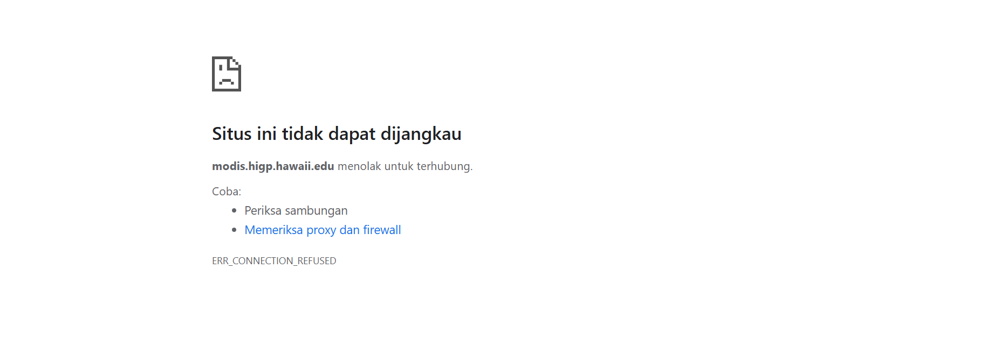 Situs ini tidak dapat dijangkau
modis.higp.hawaii.edu menolak untuk terhubung.
Coba:
Periksa sambungan
Memeriksa proxy dan firewall
ERR_CONNECTION_REFUSED